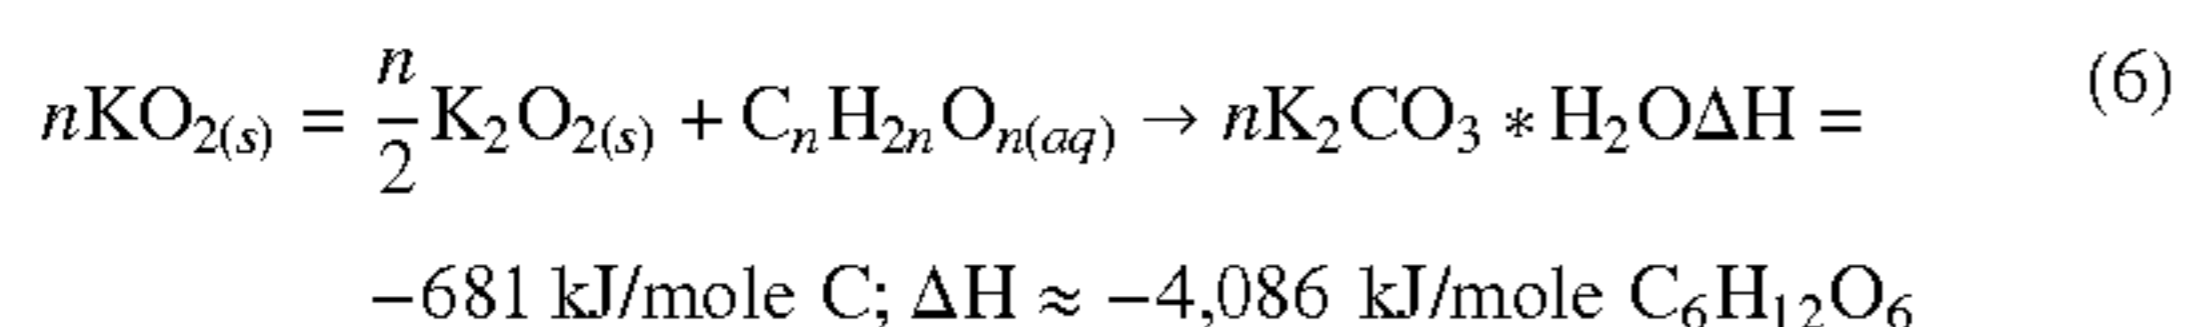 nKO₂₍ₛ₎ = n/2 K₂O₂₍ₛ₎ + CₙH₂ₙOₙ₍aq₎ → nK₂CO₃ * H₂OΔH = (6)
−681 kJ/mole C; ΔH ≈ −4,086 kJ/mole C₆H₁₂O₆